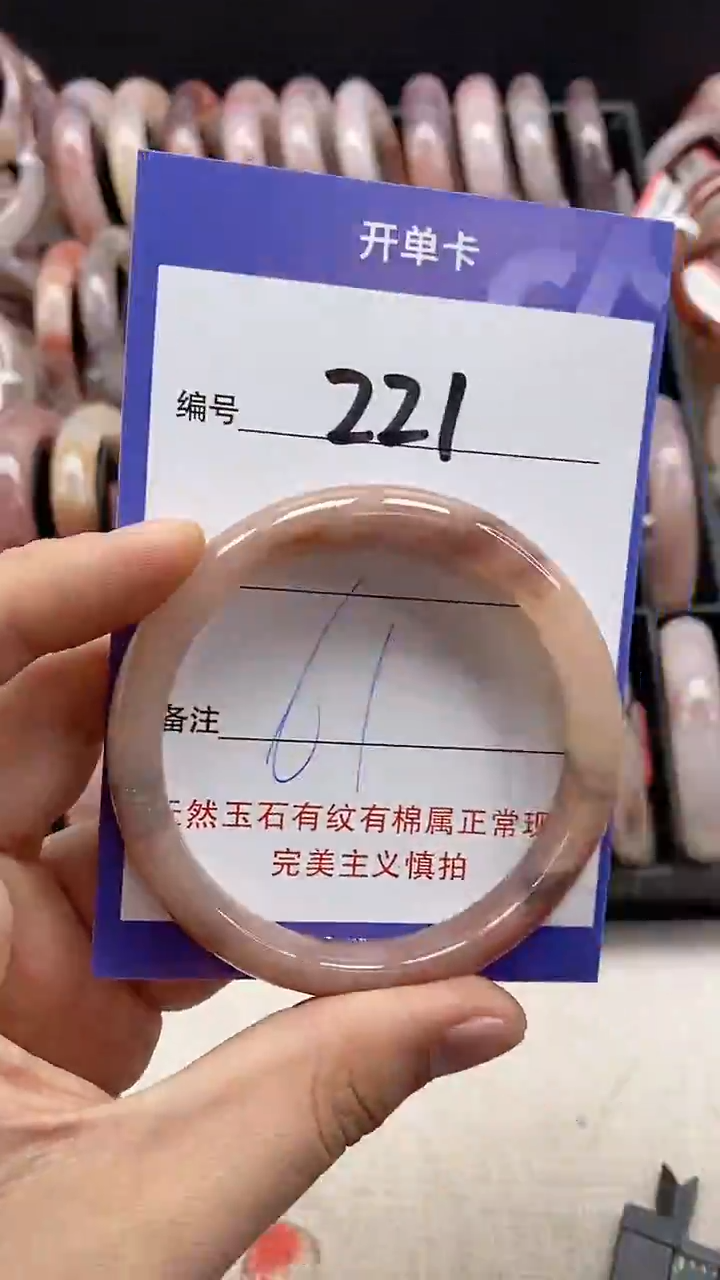 开单卡
编号 221
61
备注
然玉石有纹有棉属正常现
完美主义慎拍